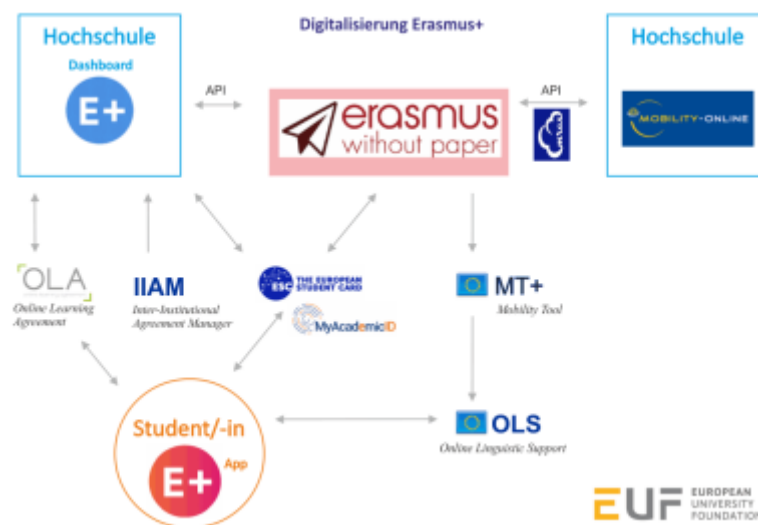 Digitalisierung Erasmus+
Hochschule
Dashboard
E+
API
erasmus
without paper
API
Hochschule
MOBILITY-ONLINE
OLA
Online Learning
Agreement
IIAM
Inter-Institutional
Agreement Manager
ESC
THE EUROPEAN
STUDENT CARD
MyAcademicID
MT+
Mobility Tool
Student/-in
E+
App
OLS
Online Linguistic Support
EUF
EUROPEAN
UNIVERSITY
FOUNDATION